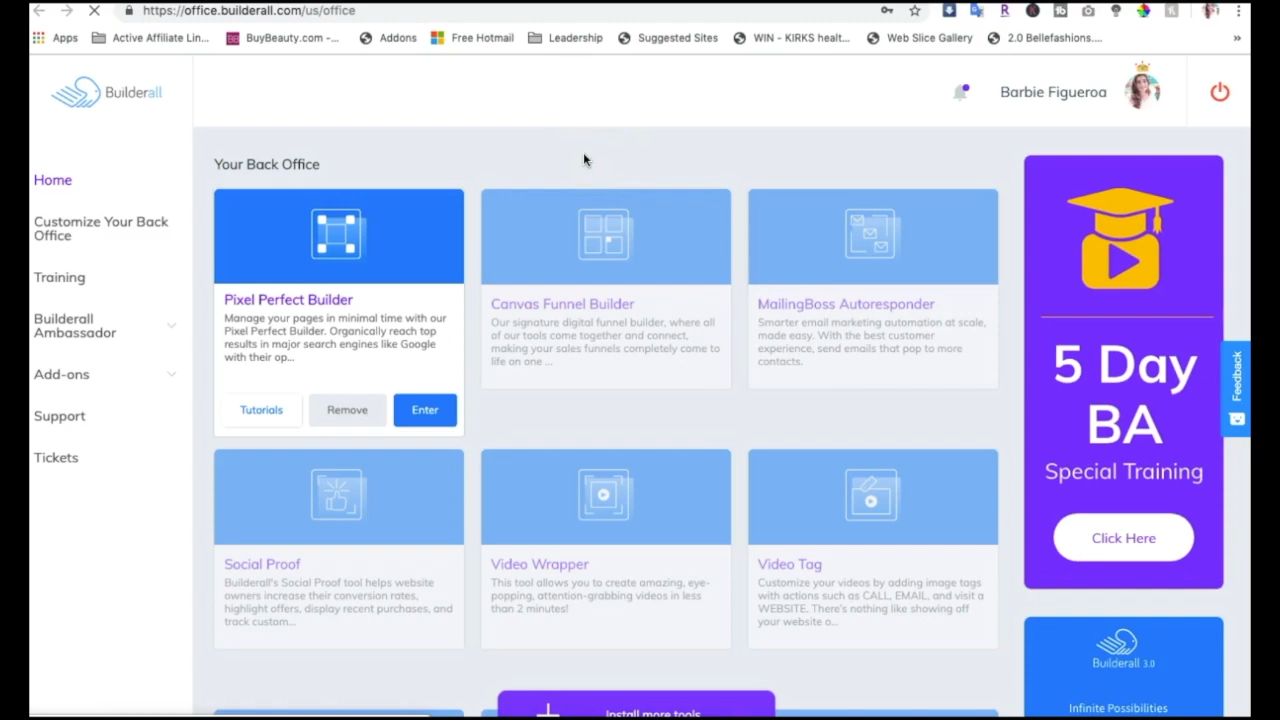 https://office.builderall.com/us/office
Apps
Active Affiliate Lin...
BuyBeauty.com -...
Addons
Free Hotmail
Leadership
Suggested Sites
WIN - KIRKS healt...
Web Slice Gallery
2.0 Bellefashions....
»
Builderall
Barbie Figueroa
Home
Customize Your Back
Office
Training
Builderall
Ambassador
Add-ons
Support
Tickets
Your Back Office
Pixel Perfect Builder
Manage your pages in minimal time with our
Pixel Perfect Builder. Organically reach top
results in major search engines like Google
with their op...
Tutorials
Remove
Enter
Canvas Funnel Builder
Our signature digital funnel builder, where all
of our tools come together and connect,
making your sales funnels completely come to
life on one ...
MailingBoss Autoresponder
Smarter email marketing automation at scale,
made easy. With the best customer
experience, send emails that pop to more
contacts.
Social Proof
Builderall's Social Proof tool helps website
owners increase their conversion rates,
highlight offers, display recent purchases, and
track custom...
Video Wrapper
This tool allows you to create amazing, eye-
popping, attention-grabbing videos in less
than 2 minutes!
Video Tag
Customize your videos by adding image tags
with actions such as CALL, EMAIL, and visit a
WEBSITE. There's nothing like showing off
your website o...
Install more tools
5 Day
BA
Special Training
Click Here
Feedback
Builderall 3.0
Infinite Possibilities